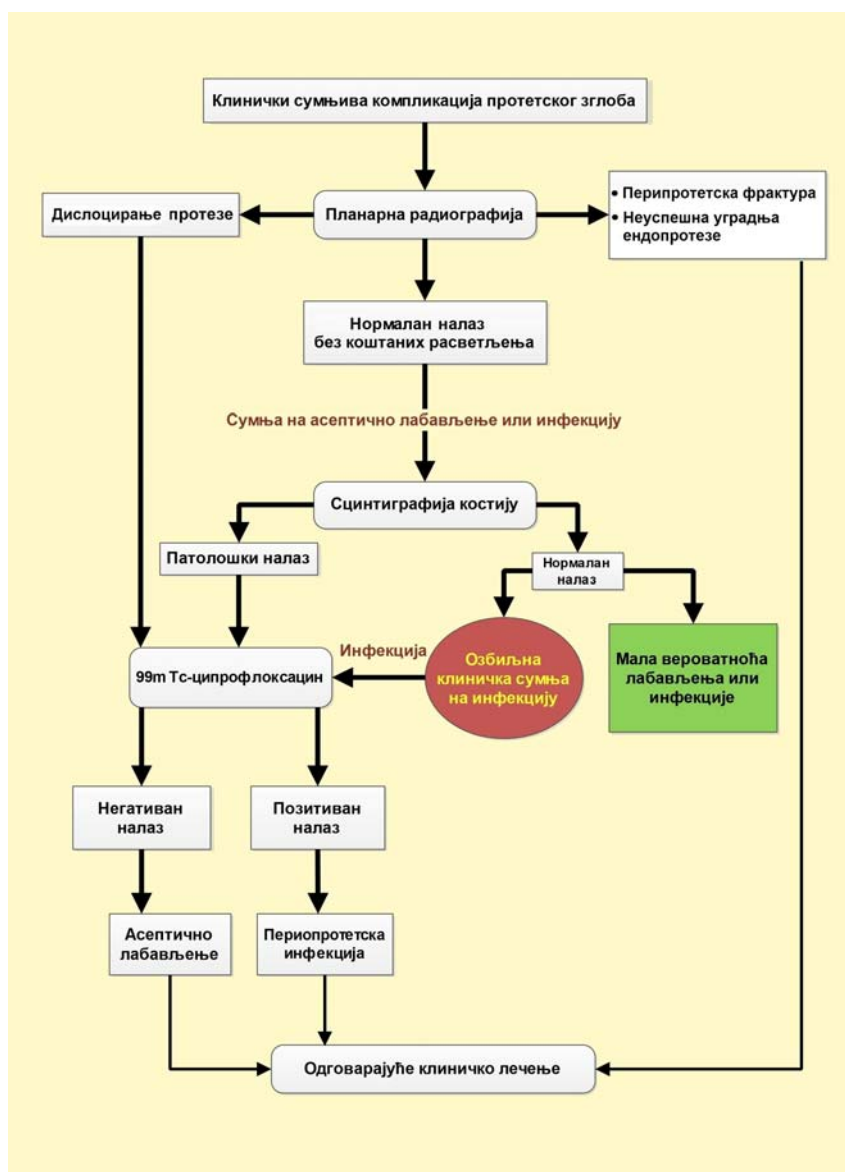 Клинички сумњива компликација протетског зглоба
Дислоцирање протезе
Планарна радиографија
• Перипротетска фрактура
• Неуспешна уградња
ендопротезе
Нормалан налаз
без коштаних расветљења
Сумња на асептично лабављење или инфекцију
Сцинтиграфија костију
Патолошки налаз
Нормалан
налаз
Инфекција
99m Tc-ципрофлоксацин
Озбиљна
клиничка сумња
на инфекцију
Мала вероватноћа
лабављења или
инфекције
Негативан
налаз
Позитиван
налаз
Асептично
лабављење
Периопротетска
инфекција
Одговарајуће клиничко лечење